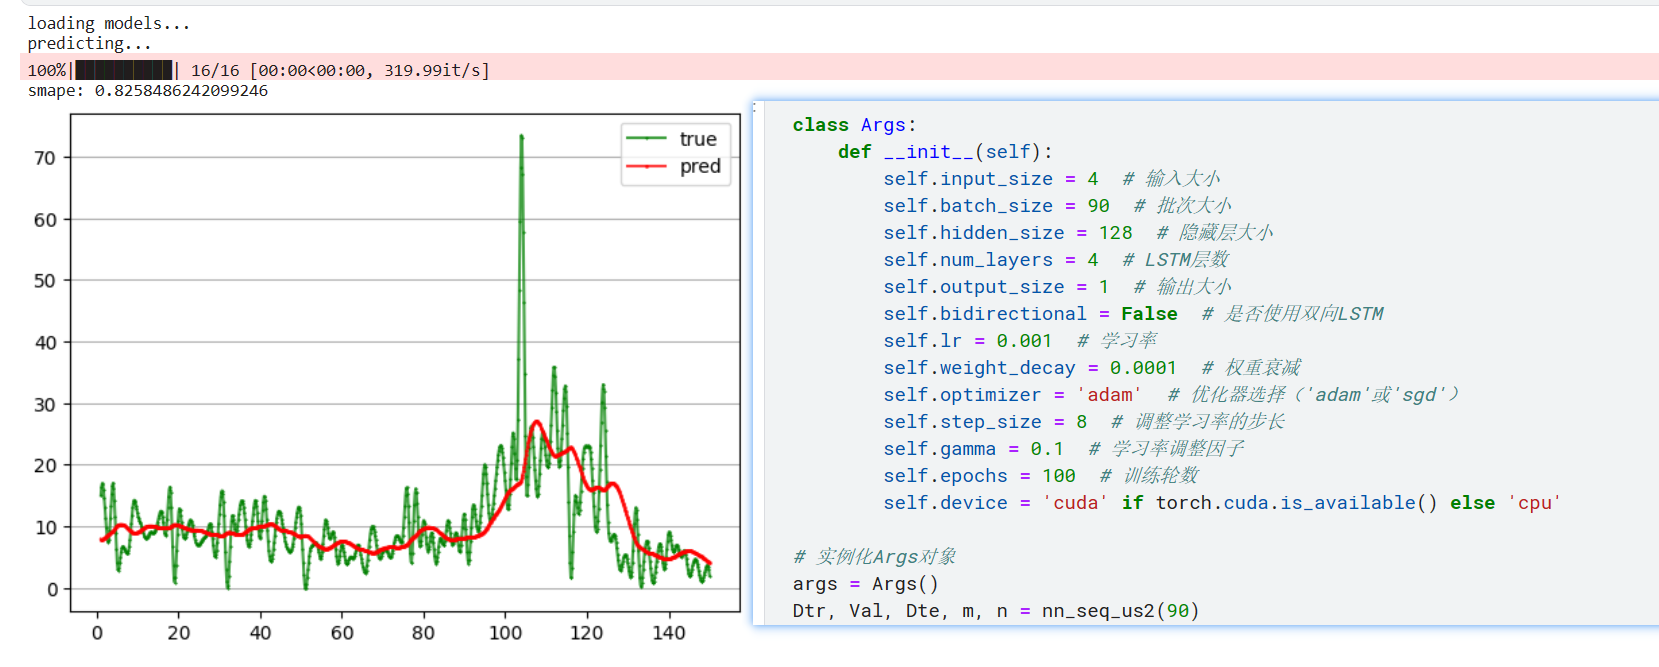 loading models...
predicting...
100%|██████████| 16/16 [00:00<00:00, 319.99it/s]
smape: 0.8258486242099246
true
pred
70
60
50
40
30
20
10
0
0 20 40 60 80 100 120 140
:
class Args:
    def __init__(self):
        self.input_size = 4  # 输入大小
        self.batch_size = 90  # 批次大小
        self.hidden_size = 128  # 隐藏层大小
        self.num_layers = 4  # LSTM层数
        self.output_size = 1  # 输出大小
        self.bidirectional = False  # 是否使用双向LSTM
        self.lr = 0.001  # 学习率
        self.weight_decay = 0.0001  # 权重衰减
        self.optimizer = 'adam'  # 优化器选择（'adam'或'sgd'）
        self.step_size = 8  # 调整学习率的步长
        self.gamma = 0.1  # 学习率调整因子
        self.epochs = 100  # 训练轮数
        self.device = 'cuda' if torch.cuda.is_available() else 'cpu'
# 实例化Args对象
args = Args()
Dtr, Val, Dte, m, n = nn_seq_us2(90)